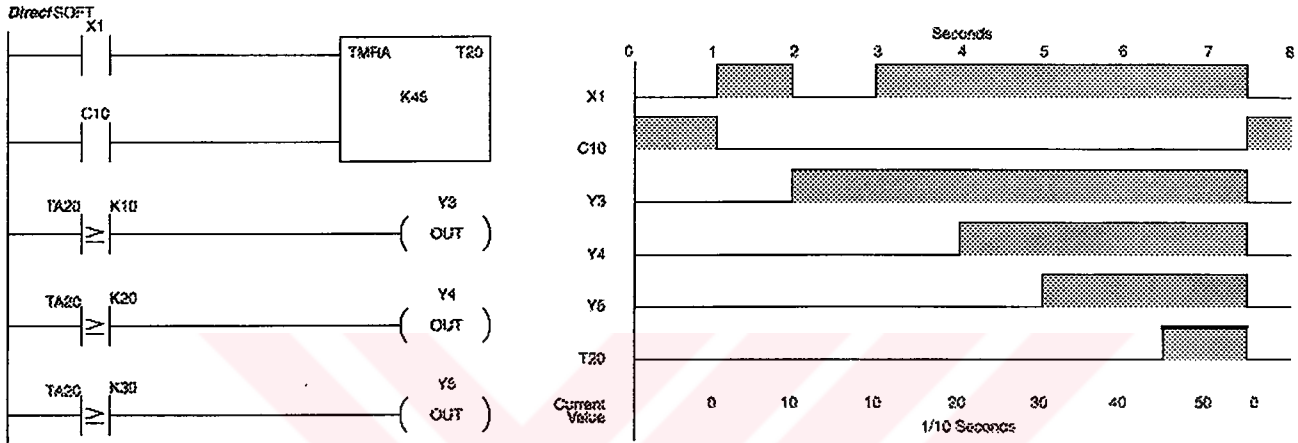 DirectSOFT
X1
TMRA T20
K45
C10
TA20 K10
Y3
OUT
TA20 K20
Y4
OUT
TA20 K30
Y5
OUT
Seconds
0 1 2 3 4 5 6 7 8
X1
C10
Y3
Y4
Y5
T20
Current
Value
0 10 10 20 30 40 50 0
1/10 Seconds